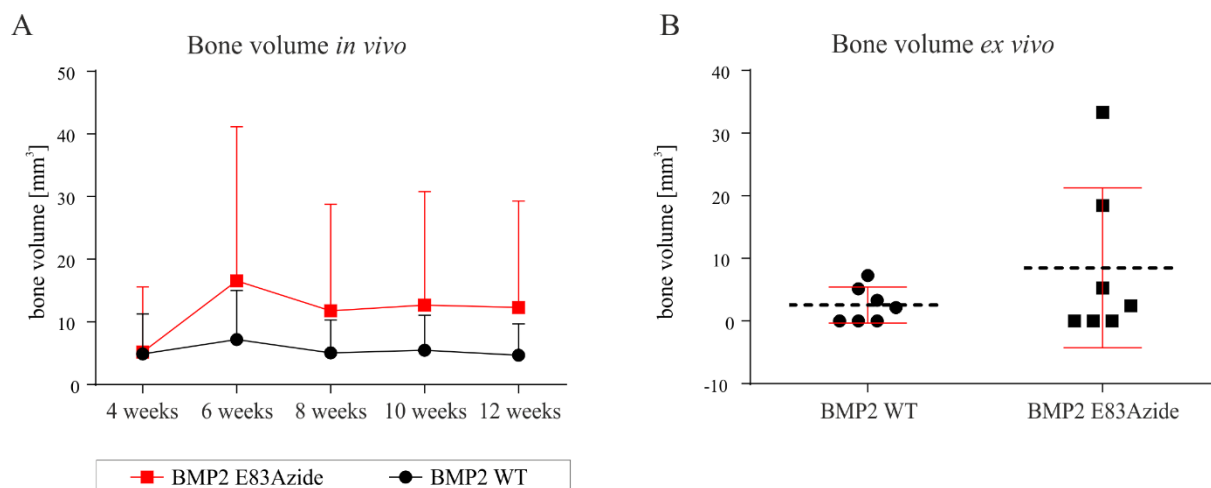 A
Bone volume in vivo
bone volume [mm³]
50
40
30
20
10
0
4 weeks 6 weeks 8 weeks 10 weeks 12 weeks
BMP2 E83Azide BMP2 WT
B
Bone volume ex vivo
bone volume [mm³]
40
30
20
10
0
-10
BMP2 WT BMP2 E83Azide